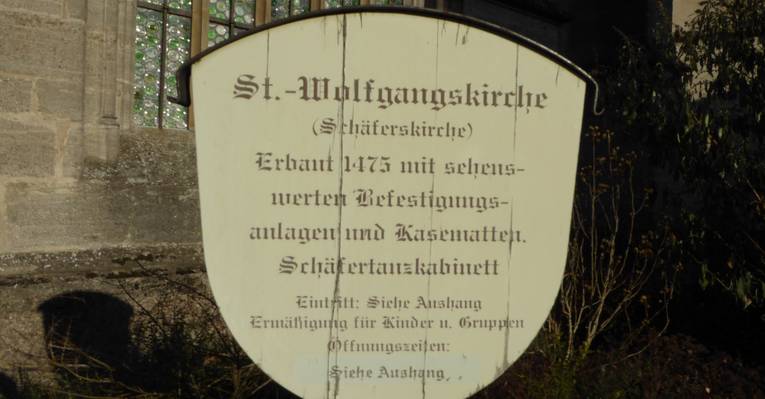 St.-Wolfgangskirche
(Schäferskirche)
Erbaut 1475 mit sehens-
werten Befestigungs-
anlagen und Kasematten.
Schäfertanzkabinett
Eintritt: Siehe Aushang
Ermäßigung für Kinder u. Gruppen
Öffnungszeiten:
Siehe Aushang